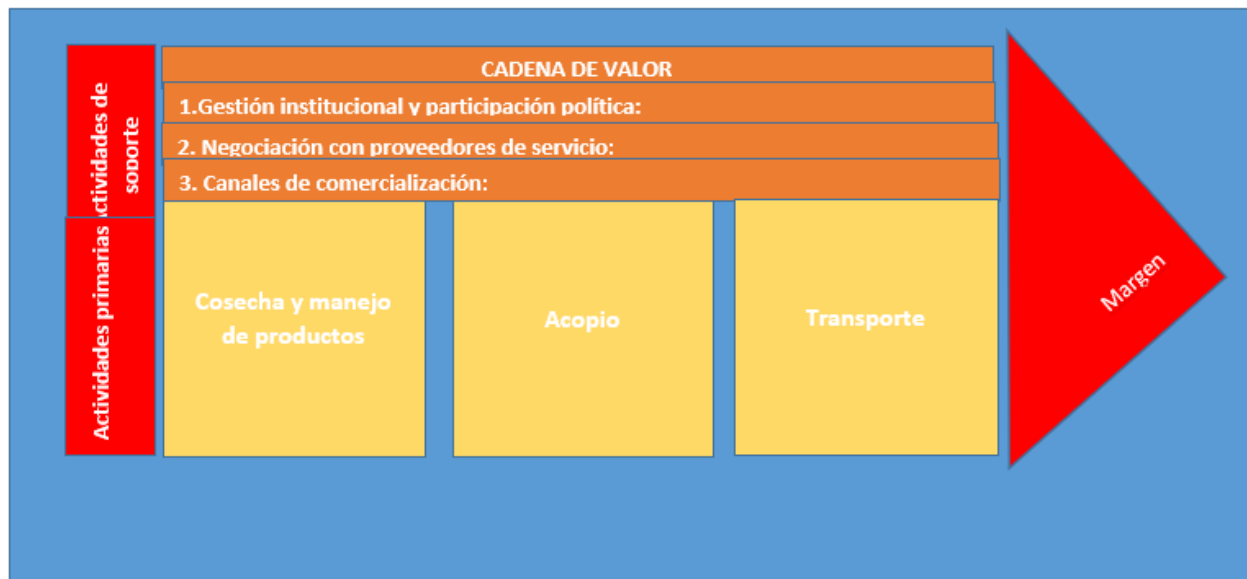 CADENA DE VALOR
Actividades de
soporte
1.Gestión institucional y participación política:
2. Negociación con proveedores de servicio:
3. Canales de comercialización:
Actividades primarias
Cosecha y manejo
de productos
Acopio
Transporte
Margen